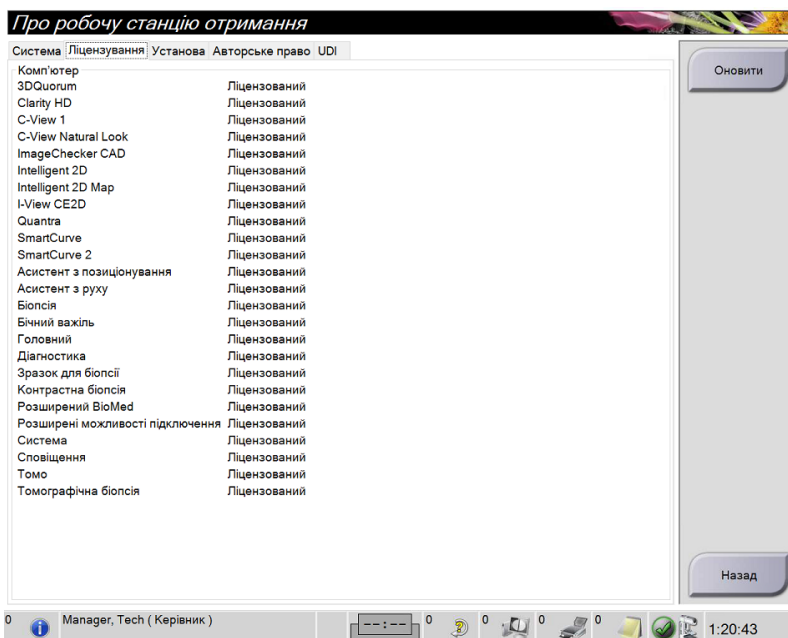 Про робочу станцію отримання
Система Ліцензування Установа Авторське право UDI
Комп'ютер
3DQuorum Ліцензований
Clarity HD Ліцензований
C-View 1 Ліцензований
C-View Natural Look Ліцензований
ImageChecker CAD Ліцензований
Intelligent 2D Ліцензований
Intelligent 2D Map Ліцензований
I-View CE2D Ліцензований
Quantra Ліцензований
SmartCurve Ліцензований
SmartCurve 2 Ліцензований
Асистент з позиціонування Ліцензований
Асистент з руху Ліцензований
Біопсія Ліцензований
Бічний важіль Ліцензований
Головний Ліцензований
Діагностика Ліцензований
Зразок для біопсії Ліцензований
Контрастна біопсія Ліцензований
Розширений BioMed Ліцензований
Розширені можливості підключення Ліцензований
Система Ліцензований
Сповіщення Ліцензований
Томо Ліцензований
Томографічна біопсія Ліцензований
Оновити
Назад
0 Manager, Tech ( Керівник ) --:-- 0 0 0 0 1:20:43